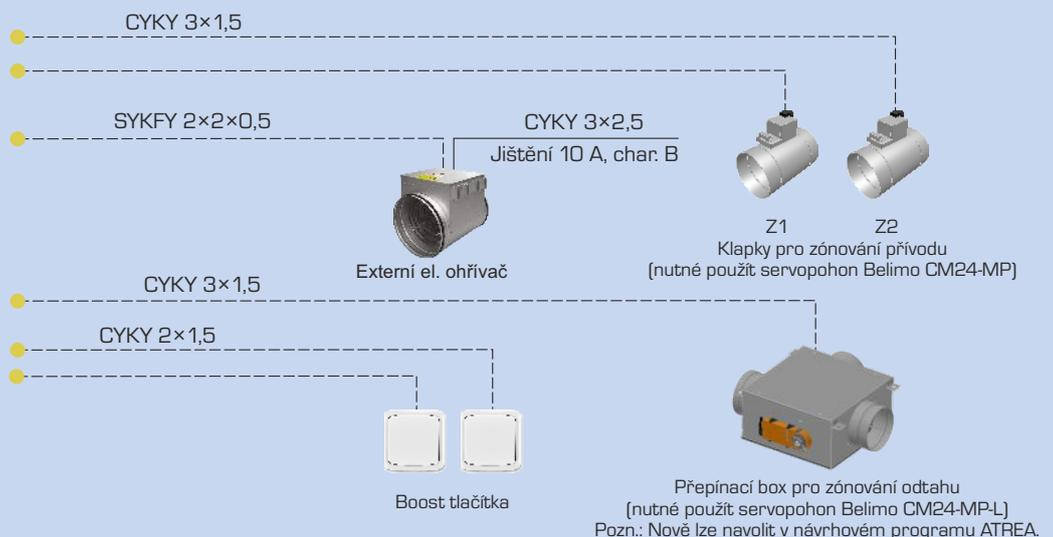 CYKY 3×1,5
SYKFY 2×2×0,5
CYKY 3×2,5
Jištění 10 A, char. B
Externí el. ohřívač
Z1
Z2
Klapky pro zónování přívodu
(nutné použít servopohon Belimo CM24-MP)
CYKY 3×1,5
CYKY 2×1,5
Boost tlačítka
Přepínací box pro zónování odtahu
(nutné použít servopohon Belimo CM24-MP-L)
Pozn.: Nově lze navolit v návrhovém programu ATREA.